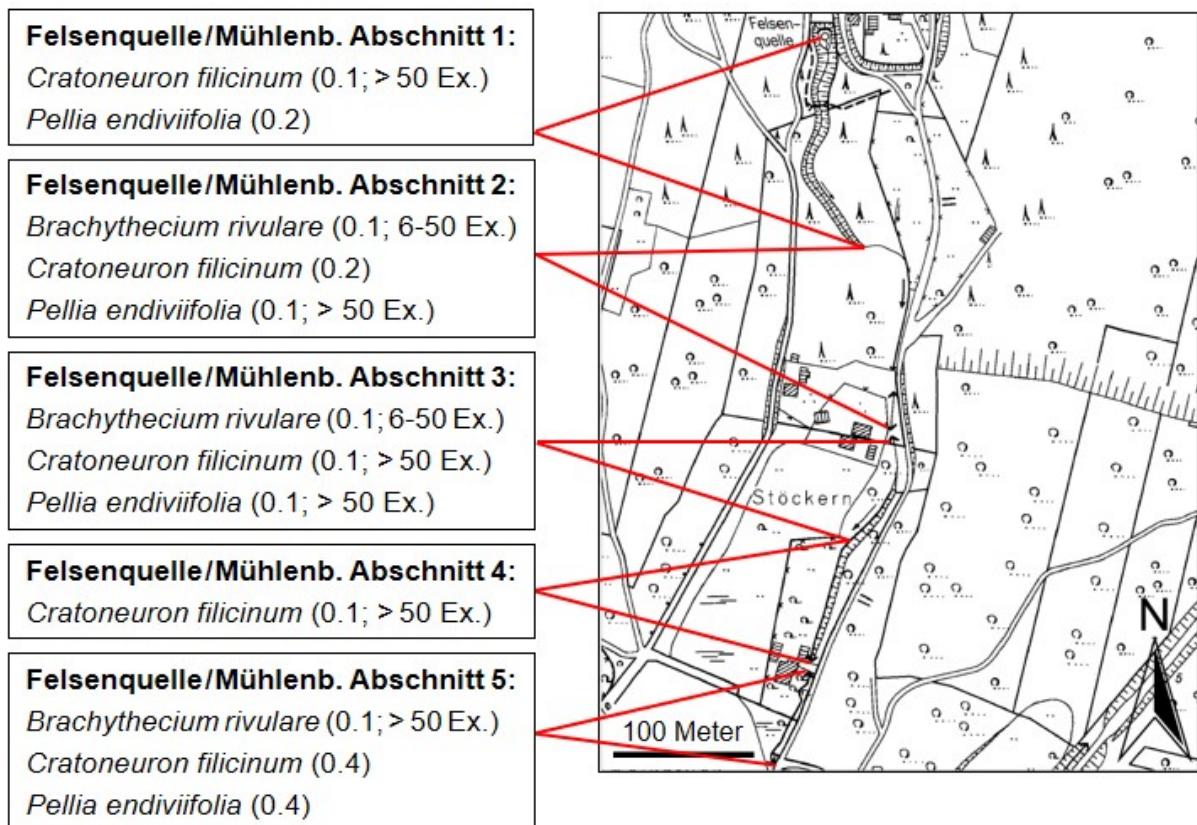 Felsenquelle/Mühlenb. Abschnitt 1:
Cratoneuron filicinum (0.1; > 50 Ex.)
Pellia endiviifolia (0.2)
Felsenquelle/Mühlenb. Abschnitt 2:
Brachythecium rivulare (0.1; 6-50 Ex.)
Cratoneuron filicinum (0.2)
Pellia endiviifolia (0.1; > 50 Ex.)
Felsenquelle/Mühlenb. Abschnitt 3:
Brachythecium rivulare (0.1; 6-50 Ex.)
Cratoneuron filicinum (0.1; > 50 Ex.)
Pellia endiviifolia (0.1; > 50 Ex.)
Felsenquelle/Mühlenb. Abschnitt 4:
Cratoneuron filicinum (0.1; > 50 Ex.)
Felsenquelle/Mühlenb. Abschnitt 5:
Brachythecium rivulare (0.1; > 50 Ex.)
Cratoneuron filicinum (0.4)
Pellia endiviifolia (0.4)
Felsen-
quelle
Stöckern
N
100 Meter
5